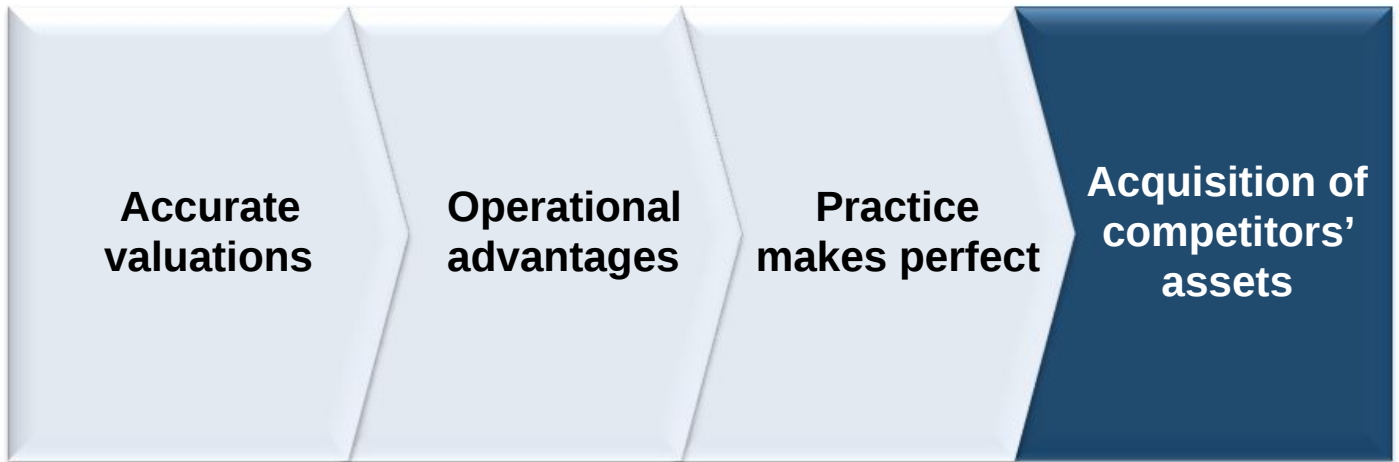 Accurate
valuations
Operational
advantages
Practice
makes perfect
Acquisition of
competitors’
assets